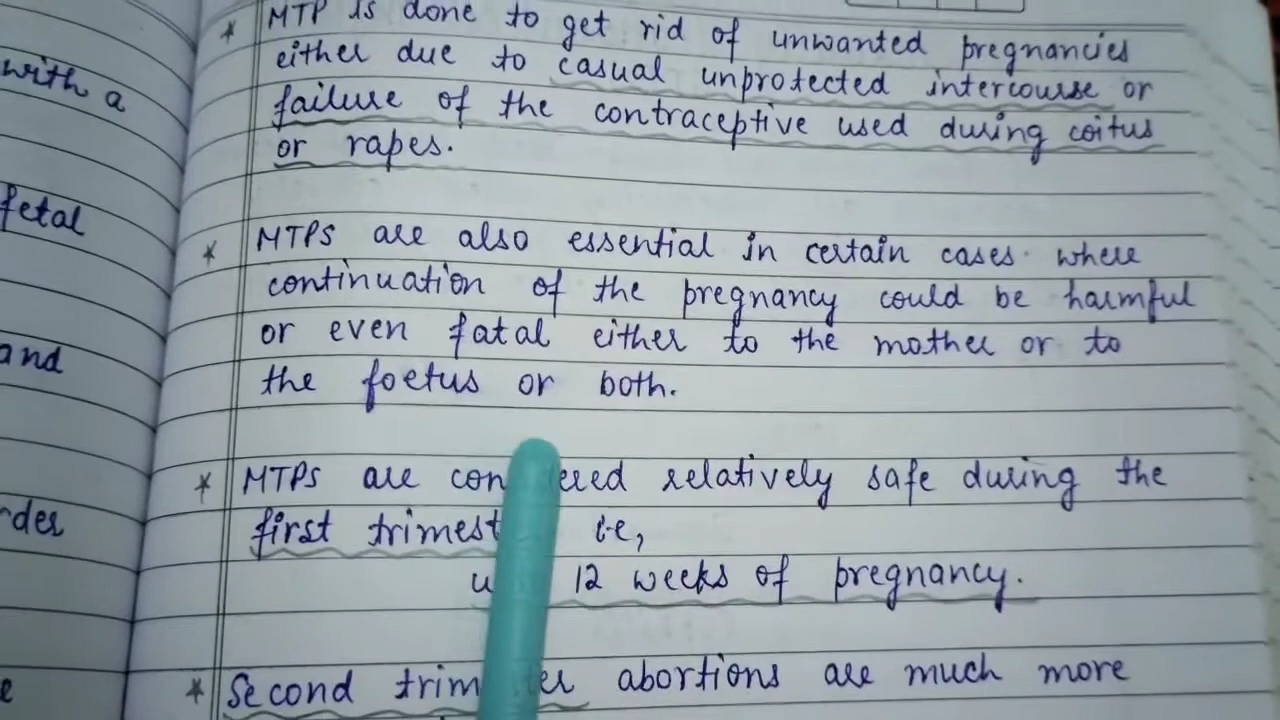 with a
fetal
and
der
e
* MTP is done to get rid of unwanted pregnancies
either due to casual unprotected intercourse or
failure of the contraceptive used during coitus
or rapes.
* MTPS are also essential in certain cases where
continuation of the pregnancy could be harmful
or even fatal either to the mother or to
the foetus or both.
* MTPS are con ered relatively safe during the
first trimest i.e,
u 12 weeks of pregnancy.
* Second trim er abortions are much more